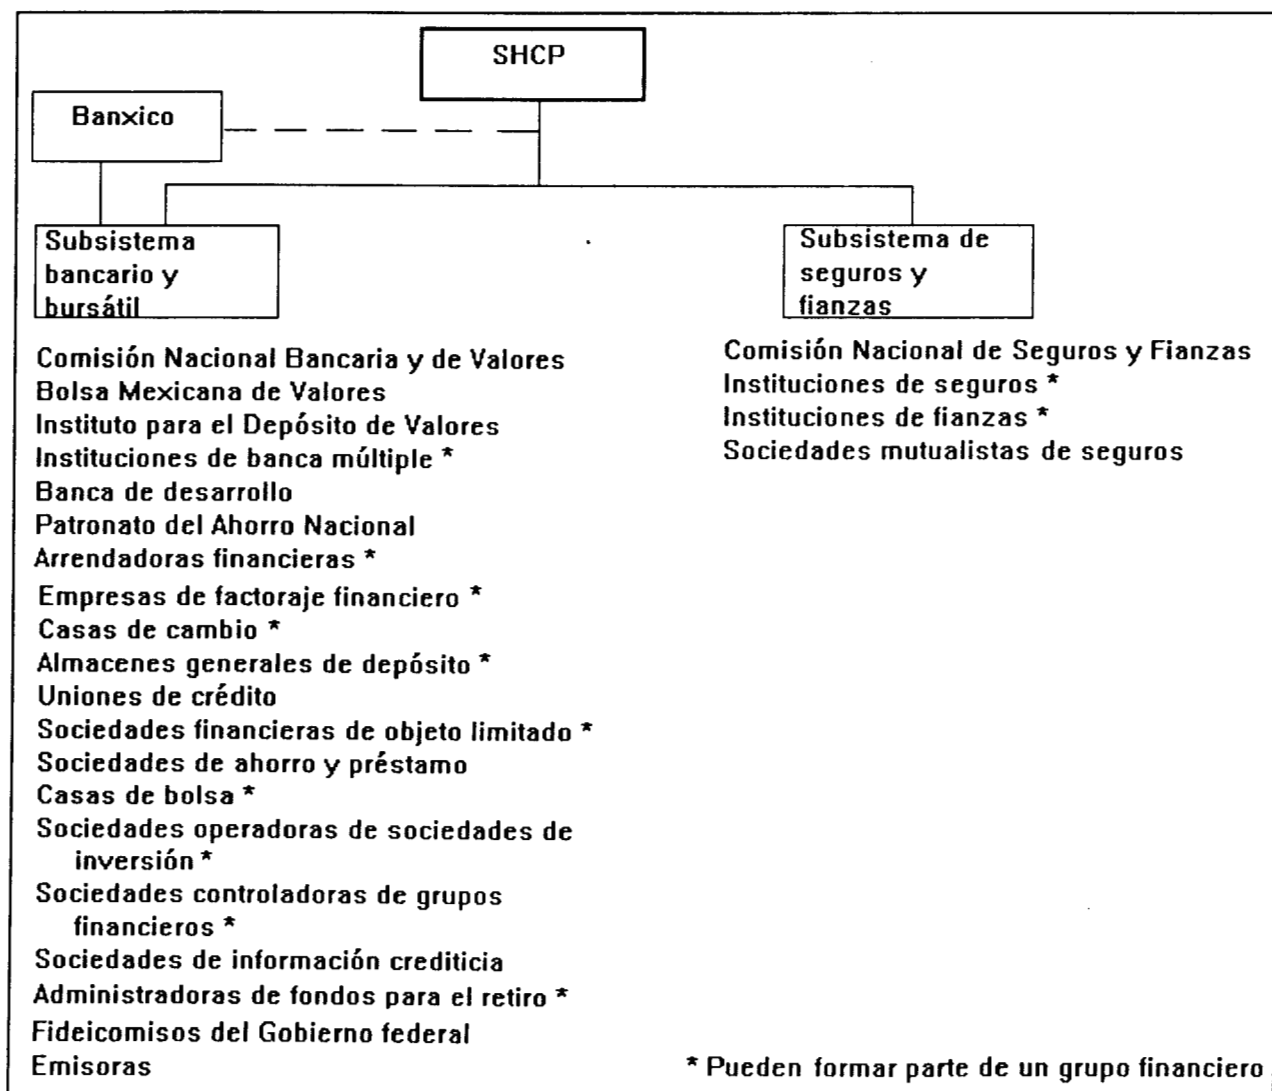 SHCP
Banxico
Subsistema
bancario y
bursátil
Comisión Nacional Bancaria y de Valores
Bolsa Mexicana de Valores
Instituto para el Depósito de Valores
Instituciones de banca múltiple *
Banca de desarrollo
Patronato del Ahorro Nacional
Arrendadoras financieras *
Empresas de factoraje financiero *
Casas de cambio *
Almacenes generales de depósito *
Uniones de crédito
Sociedades financieras de objeto limitado *
Sociedades de ahorro y préstamo
Casas de bolsa *
Sociedades operadoras de sociedades de
inversión *
Sociedades controladoras de grupos
financieros *
Sociedades de información crediticia
Administradoras de fondos para el retiro *
Fideicomisos del Gobierno federal
Emisoras
Subsistema de
seguros y
fianzas
Comisión Nacional de Seguros y Fianzas
Instituciones de seguros *
Instituciones de fianzas *
Sociedades mutualistas de seguros
* Pueden formar parte de un grupo financiero